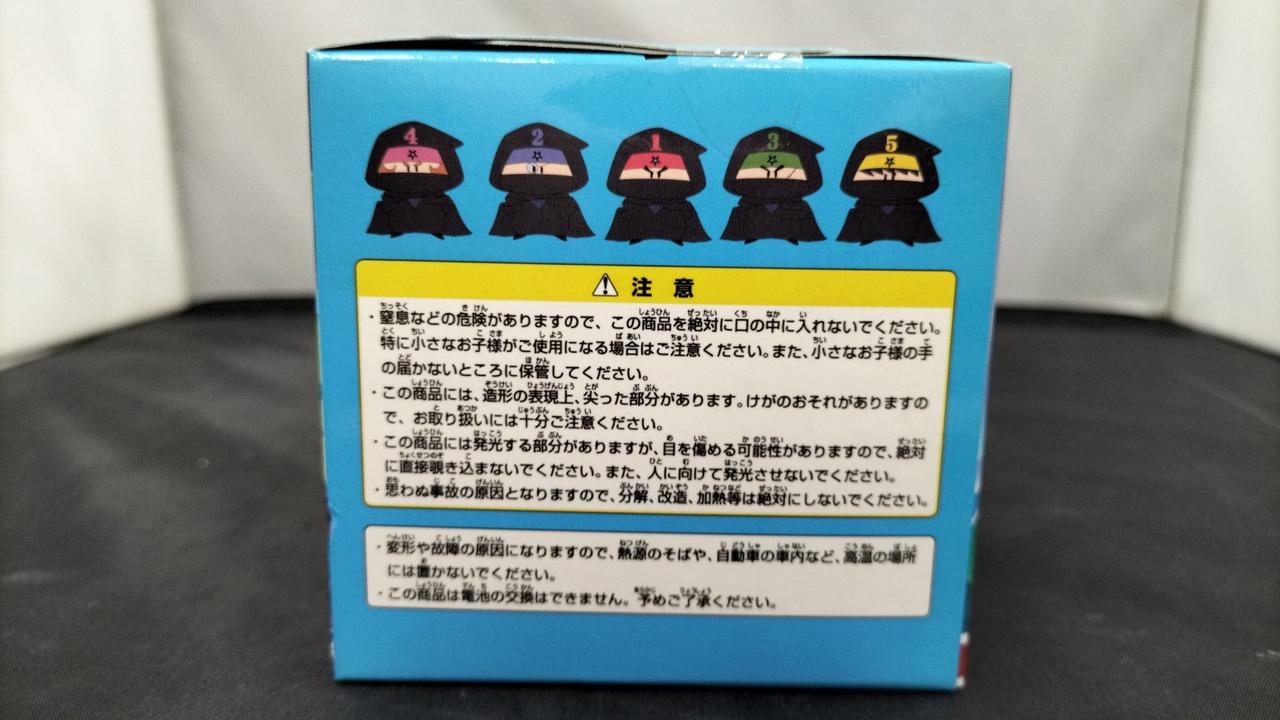 4 2 1 3 5
注意
・窒息などの危険がありますので、この商品を絶対に口の中に入れないでください。
特に小さなお子様がご使用になる場合はご注意ください。また、小さなお子様の手
の届かないところに保管してください。
・この商品には、造形の表現上、尖った部分があります。けがのおそれがありますの
で、お取り扱いには十分ご注意ください。
・この商品には発光する部分がありますが、目を傷める可能性がありますので、絶対
に直接覗き込まないでください。また、人に向けて発光させないでください。
・思わぬ事故の原因となりますので、分解、改造、加熱等は絶対にしないでください。
・変形や故障の原因になりますので、熱源のそばや、自動車の車内など、高温の場所
には置かないでください。
・この商品は電池の交換はできません。予めご了承ください。